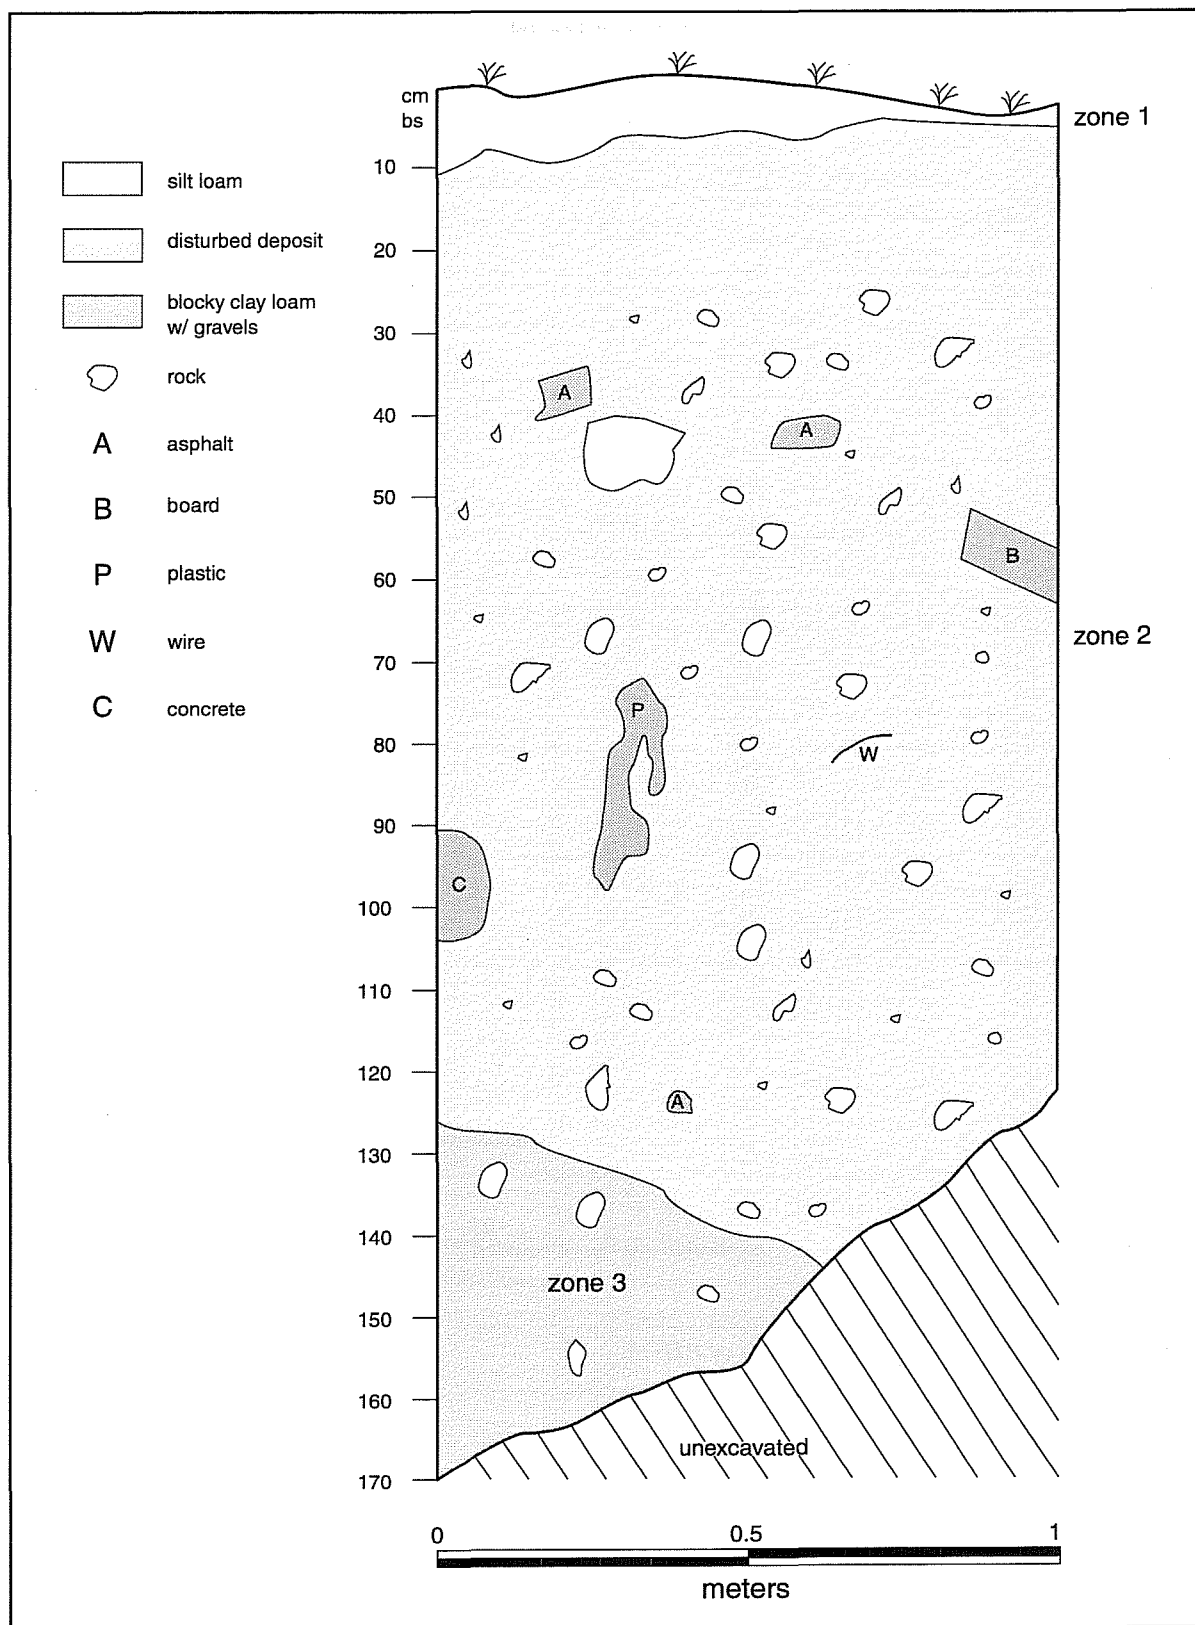 cm
bs
zone 1
10
silt loam
20
disturbed deposit
30
blocky clay loam
w/ gravels
rock
A
40
A
A
asphalt
50
B
board
B
60
P
plastic
zone 2
W
wire
70
C
concrete
P
80
W
90
C
100
110
120
A
130
140
zone 3
150
160
unexcavated
170
0
0.5
1
meters